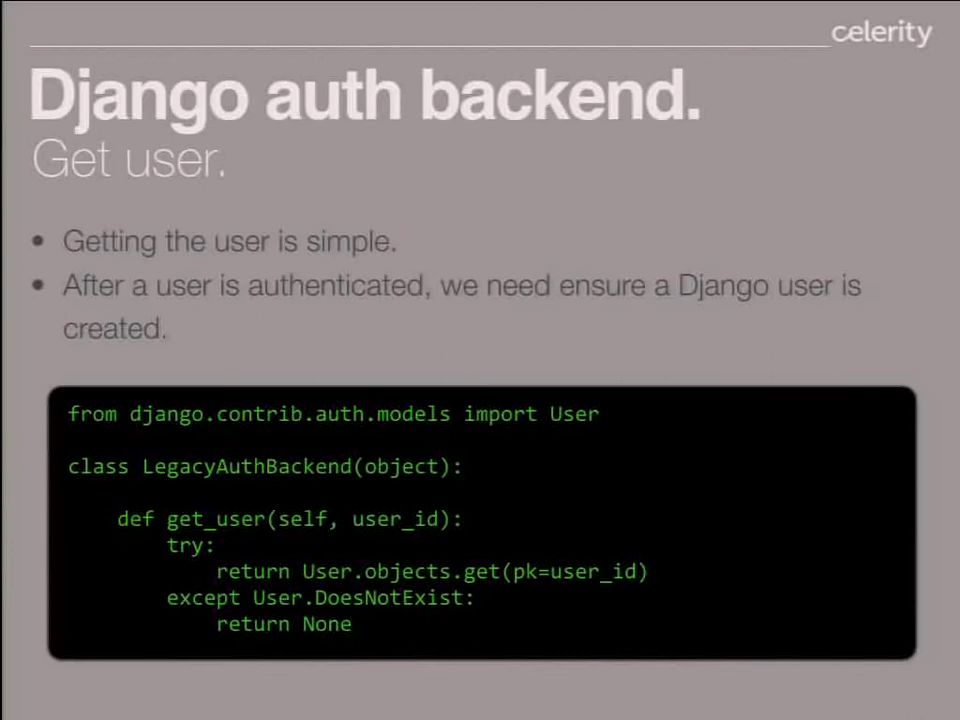 celerity
Django auth backend.
Get user.
• Getting the user is simple.
• After a user is authenticated, we need ensure a Django user is
created.
from django.contrib.auth.models import User
class LegacyAuthBackend(object):
    def get_user(self, user_id):
        try:
            return User.objects.get(pk=user_id)
        except User.DoesNotExist:
            return None